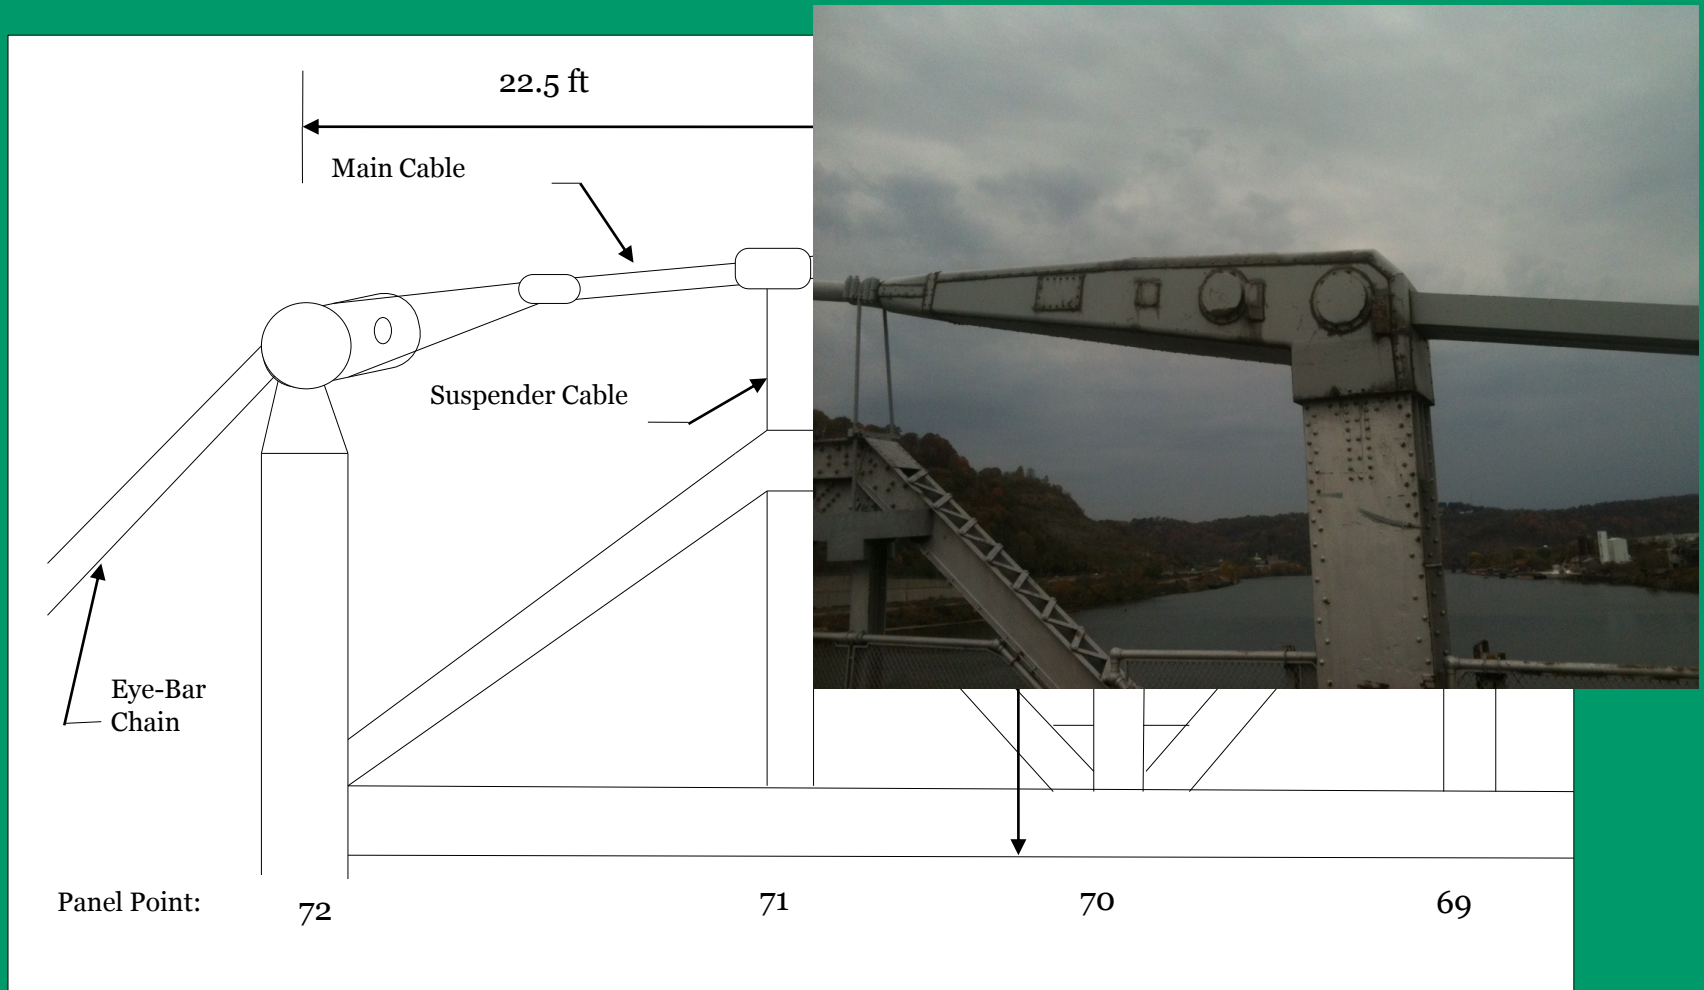 22.5 ft
Main Cable
Suspender Cable
Eye-Bar
Chain
Panel Point:
72
71
70
69